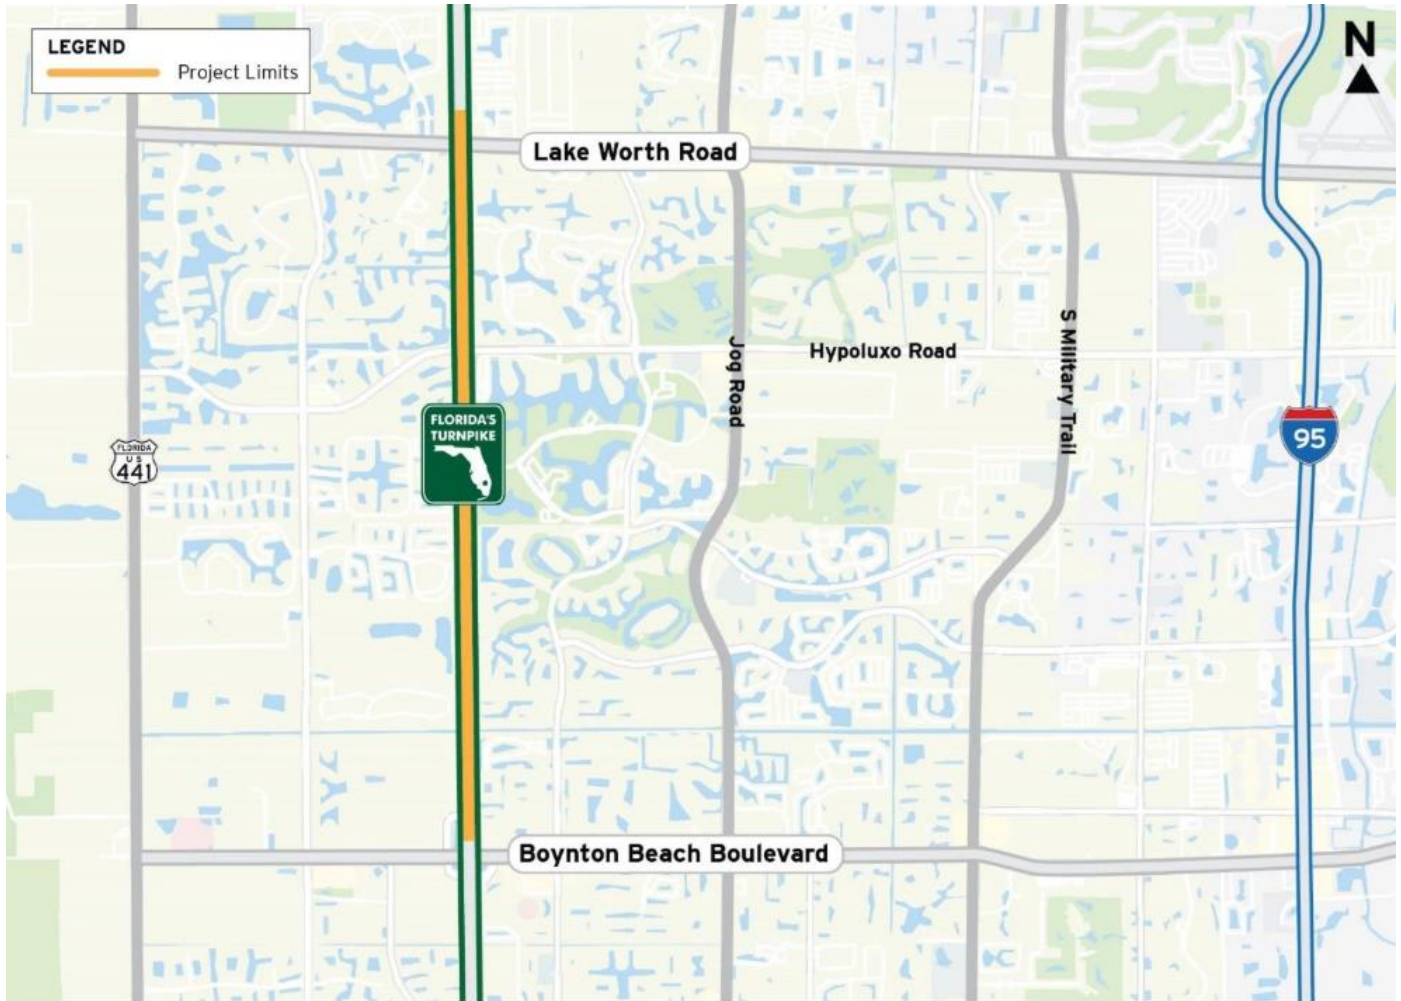 LEGEND
Project Limits
N
Lake Worth Road
Hypoluxo Road
Jog Road
S Military Trail
FLORIDA'S
TURNPIKE
FLORIDA
US
441
95
Boynton Beach Boulevard